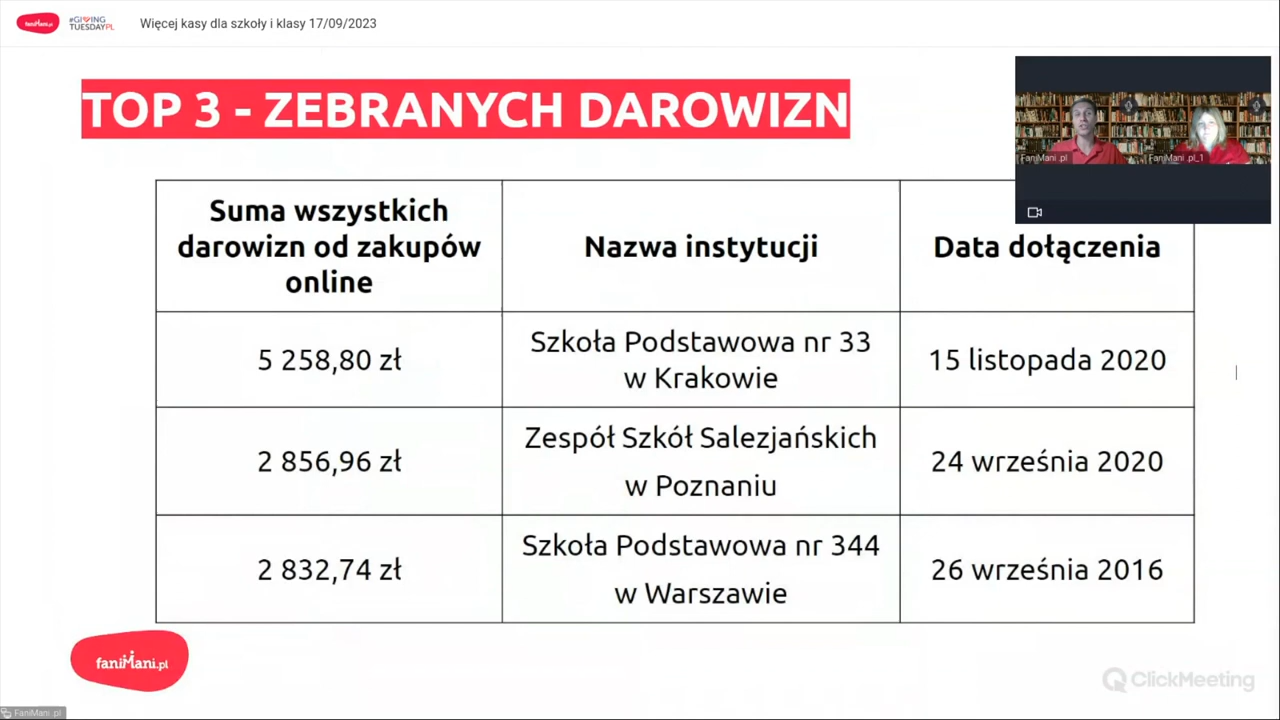 faniMani.pl
#GIVING
TUESDAYPL
Więcej kasy dla szkoły i klasy 17/09/2023
TOP 3 - ZEBRANYCH DAROWIZN
FaniMani .pl
FaniMani .pl_1
Suma wszystkich
darowizn od zakupów
online
Nazwa instytucji
Data dołączenia
5 258,80 zł
Szkoła Podstawowa nr 33
w Krakowie
15 listopada 2020
2 856,96 zł
Zespół Szkół Salezjańskich
w Poznaniu
24 września 2020
2 832,74 zł
Szkoła Podstawowa nr 344
w Warszawie
26 września 2016
faniMani.pl
ClickMeeting
FaniMani .pl